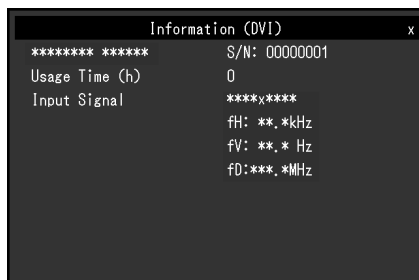 Information (DVI) x
******** ****** S/N: 00000001
Usage Time (h) 0
Input Signal ****x****
fH: **.*kHz
fV: **.* Hz
fD:***.*MHz